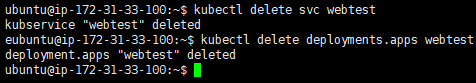 ubuntu@ip-172-31-33-100:~$ kubectl delete svc webtest
kubservice "webtest" deleted
eubuntu@ip-172-31-33-100:~$ kubectl delete deployments.apps webtest
deployment.apps "webtest" deleted
ubuntu@ip-172-31-33-100:~$